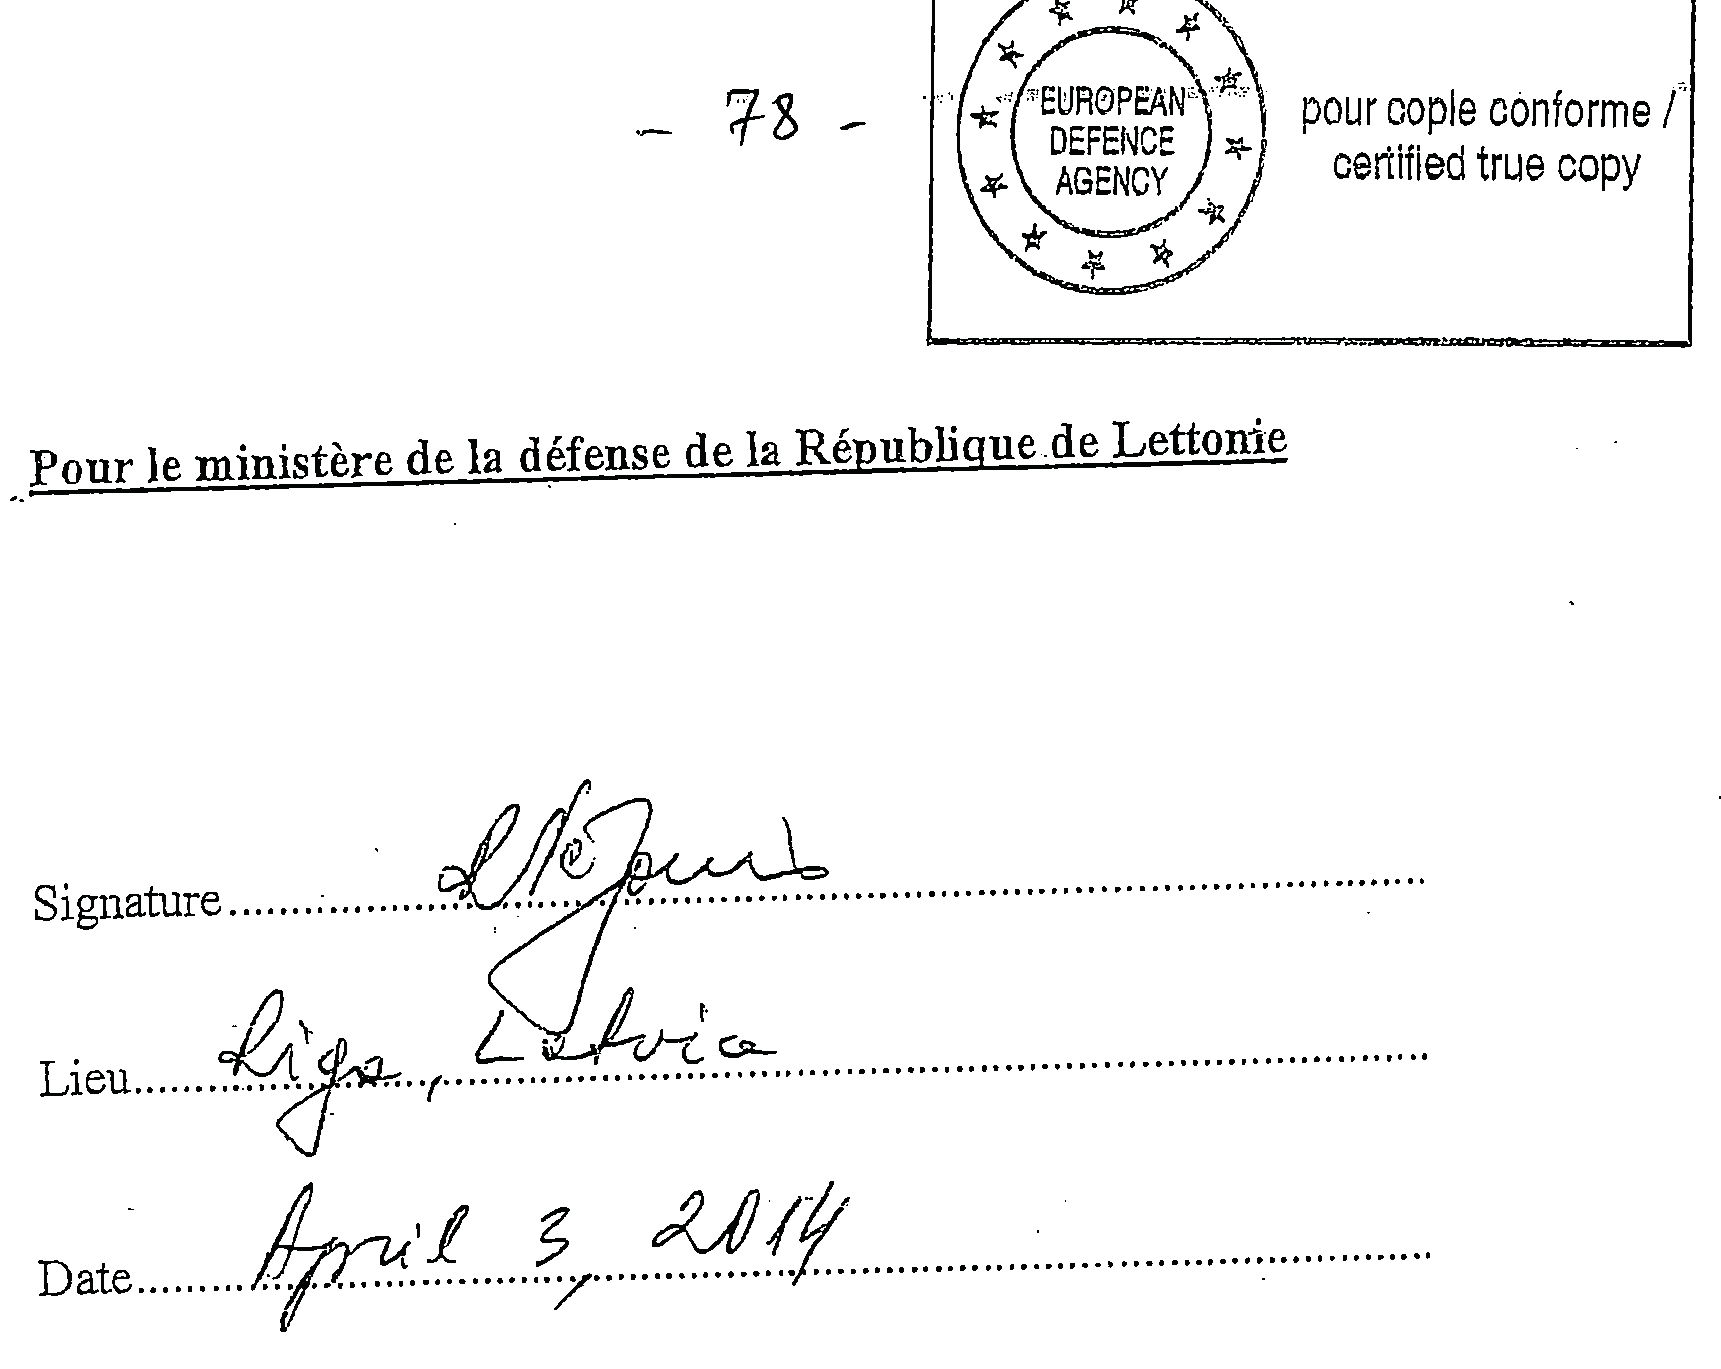 - 78 -
EUROPEAN
DEFENCE
AGENCY
pour copie conforme /
certified true copy
Pour le ministère de la défense de la République de Lettonie
Signature
Lieu Riga, Latvia
Date April 3, 2014